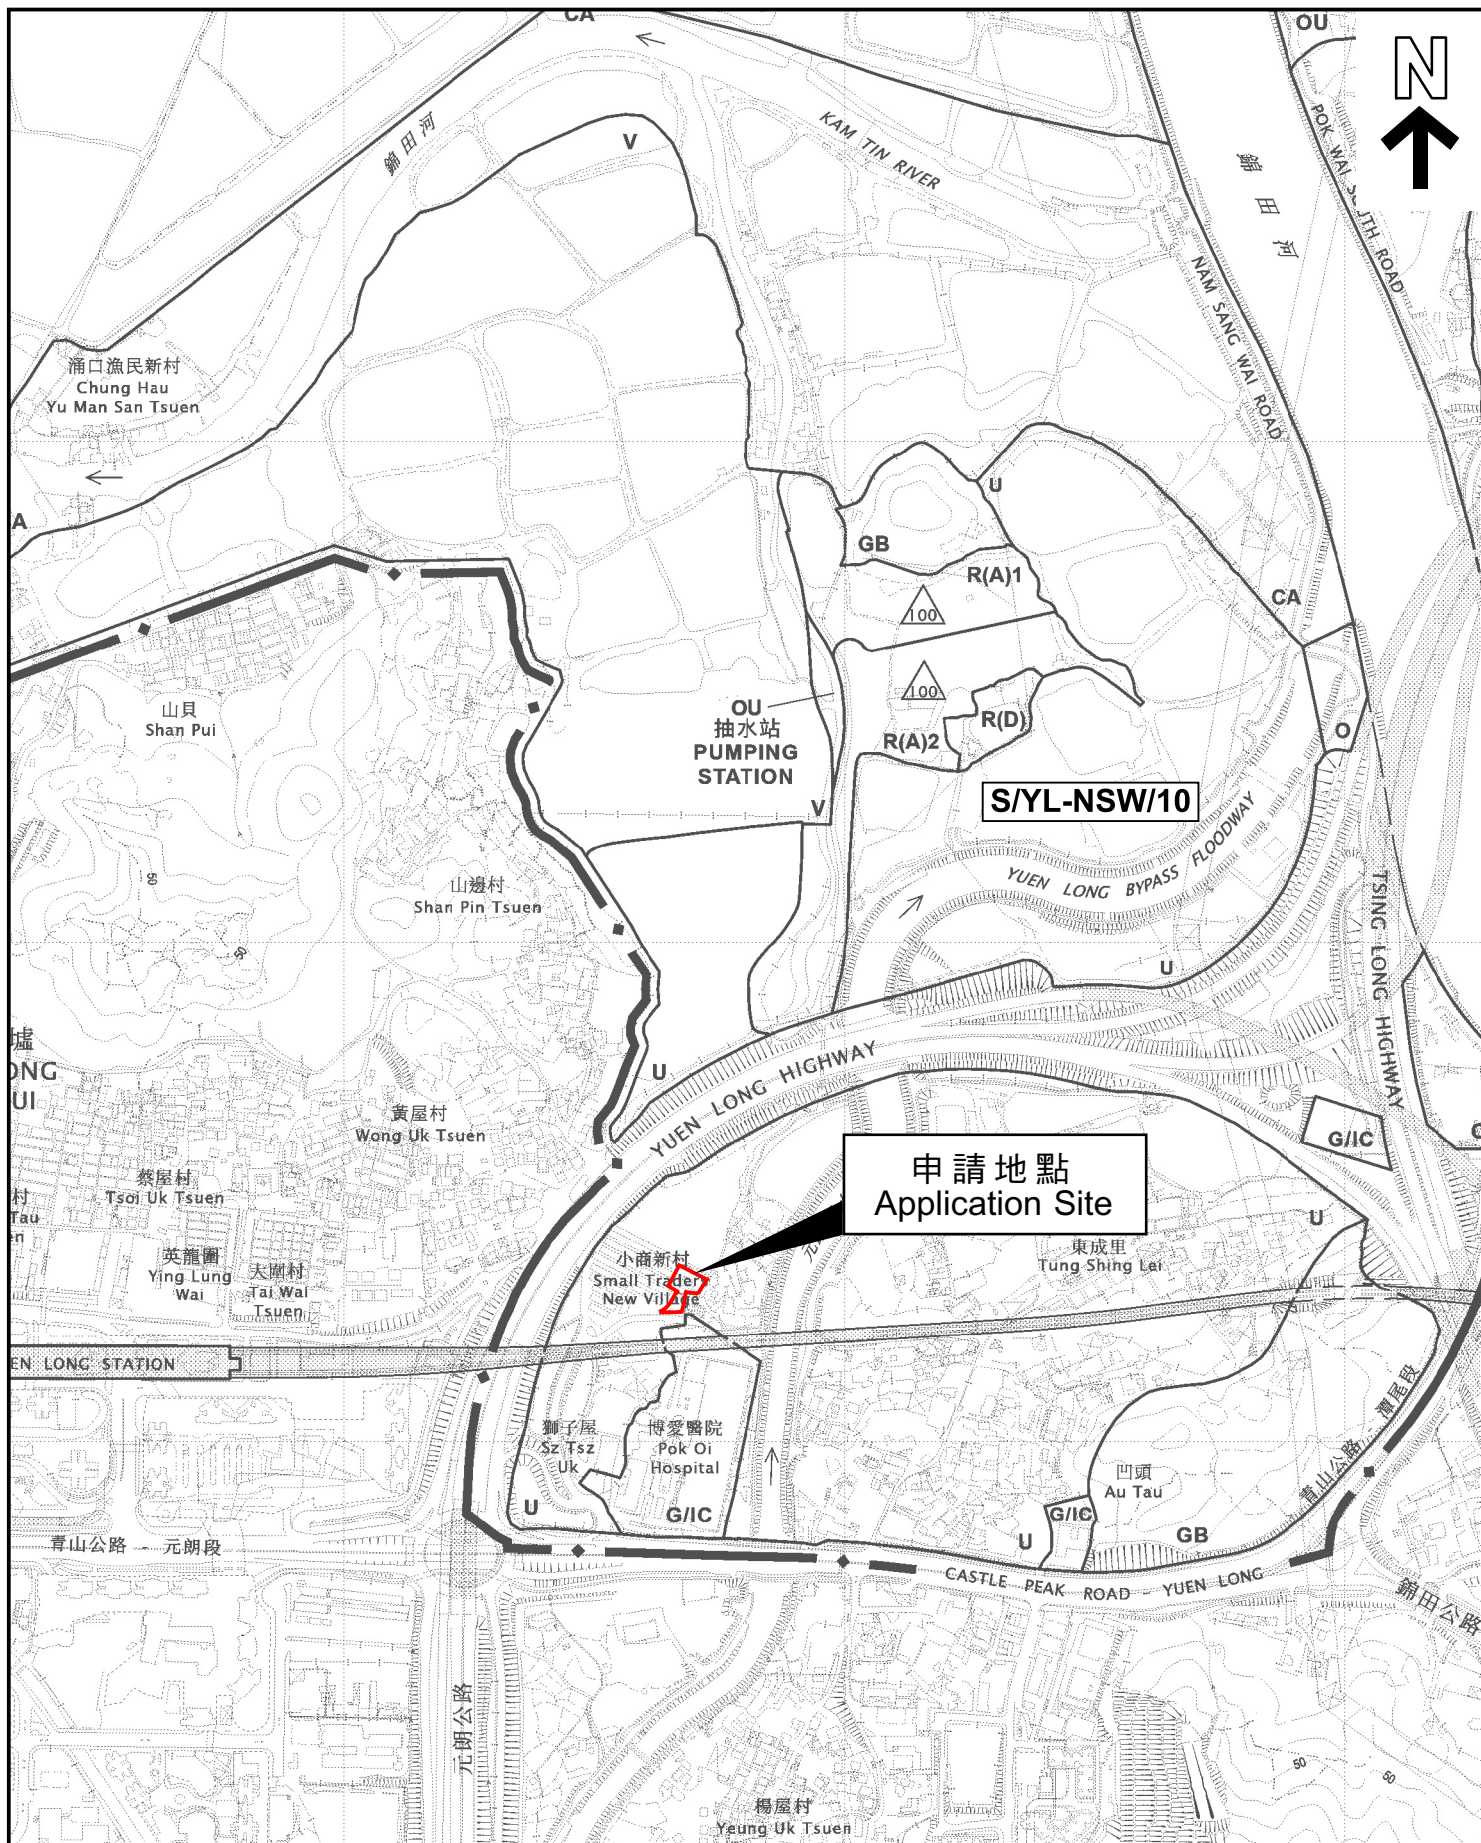 CA
OU
N
V
錦田河
KAM TIN RIVER
錦田河
NAM SANG WAI ROAD
涌口漁民新村
Chung Hau
Yu Man San Tsuen
U
GB
R(A)1
100
CA
山貝
Shan Pui
100
OU
抽水站
PUMPING
STATION
R(D)
R(A)2
O
S/YL-NSW/10
V
YUEN LONG BYPASS FLOODWAY
TSING LONG HIGHWAY
50
50
山邊村
Shan Pin Tsuen
U
墟
UI
U
YUEN LONG HIGHWAY
黃屋村
Wong Uk Tsuen
G/IC
申請地點
Application Site
蔡屋村
Tsoi Uk Tsuen
村
英龍圍
Ying Lung
Wai
大圍村
Tai Wai
Tsuen
小商新村
Small Trader
New Village
U
東成里
Tung Shing Lei
LONG STATION
獅子屋
Sz Tsz
Uk
博愛醫院
Pok Oi
Hospital
凹頭
Au Tau
青山公路
潭尾段
U
G/IC
G/IC
U
GB
青山公路 - 元朗段
CASTLE PEAK ROAD - YUEN LONG
錦田公路
元朗公路
楊屋村
Yeung Uk Tsuen
50
50